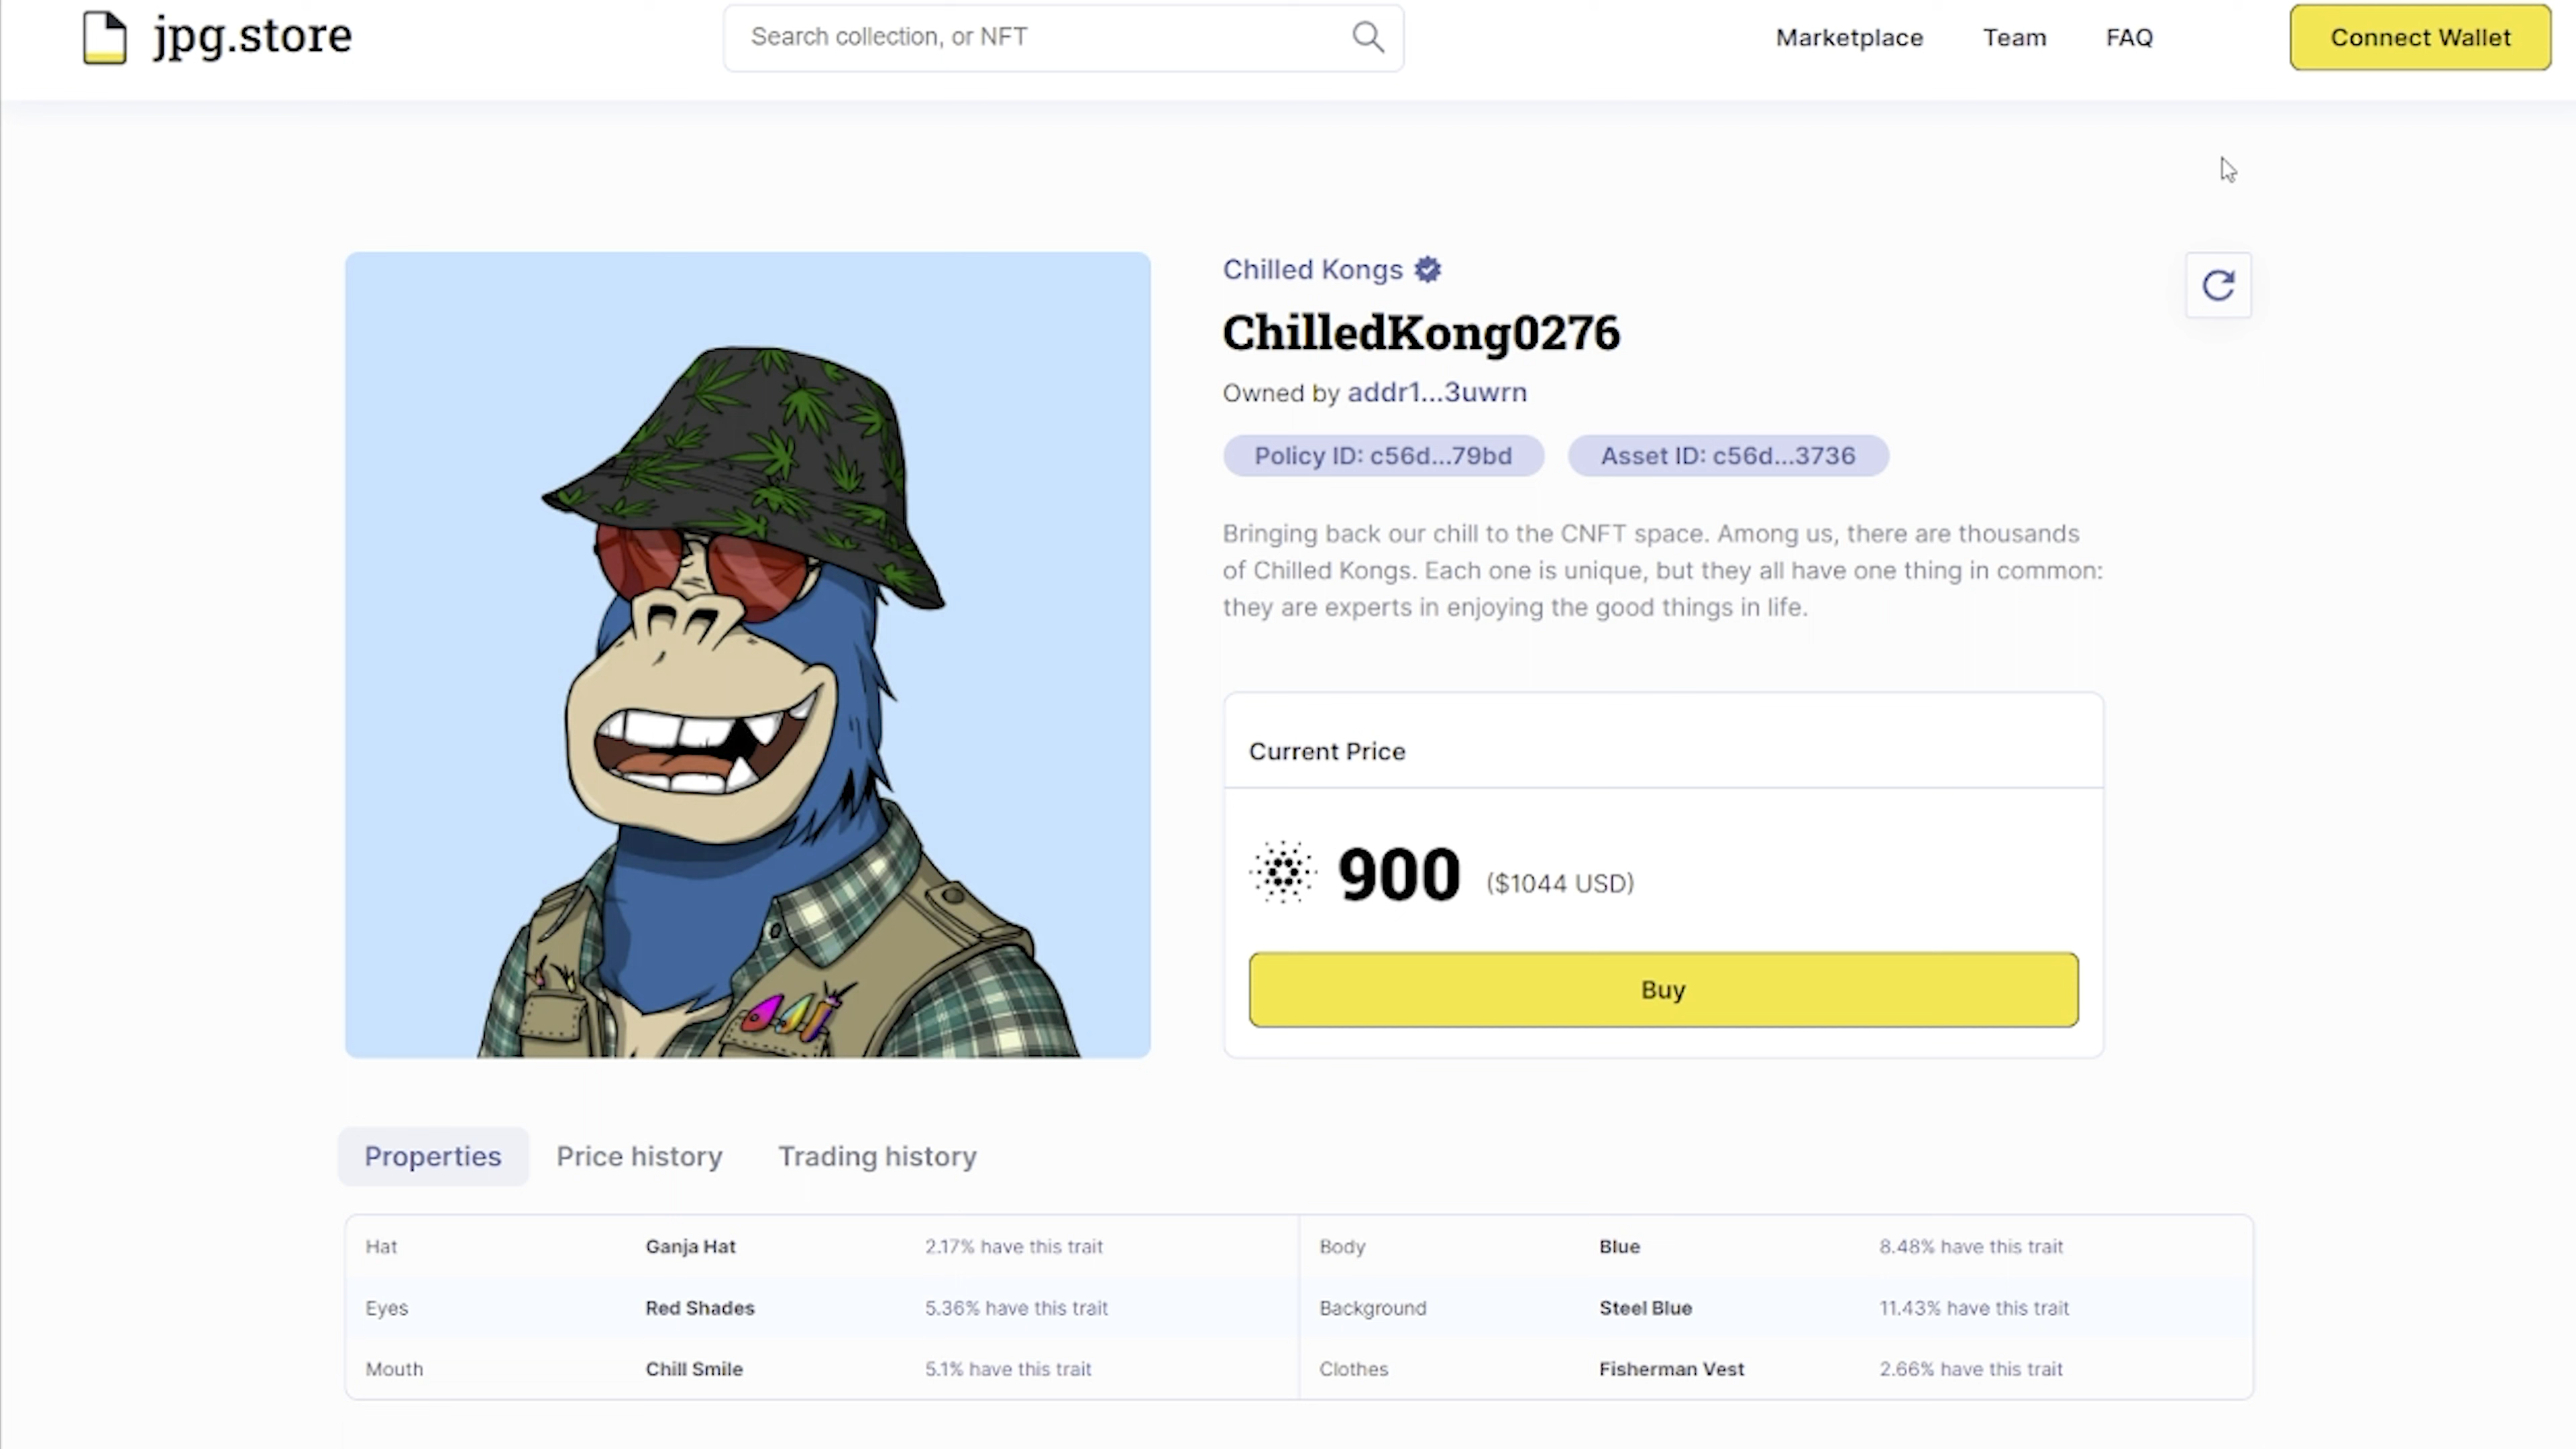 jpg.store
Search collection, or NFT
Marketplace
Team
FAQ
Connect Wallet
Chilled Kongs
ChilledKong0276
Owned by addr1...3uwrn
Policy ID: c56d...79bd
Asset ID: c56d...3736
Bringing back our chill to the CNFT space. Among us, there are thousands
of Chilled Kongs. Each one is unique, but they all have one thing in common:
they are experts in enjoying the good things in life.
Current Price
900 ($1044 USD)
Buy
Properties
Price history
Trading history
Hat Ganja Hat 2.17% have this trait
Body Blue 8.48% have this trait
Eyes Red Shades 5.36% have this trait
Background Steel Blue 11.43% have this trait
Mouth Chill Smile 5.1% have this trait
Clothes Fisherman Vest 2.66% have this trait